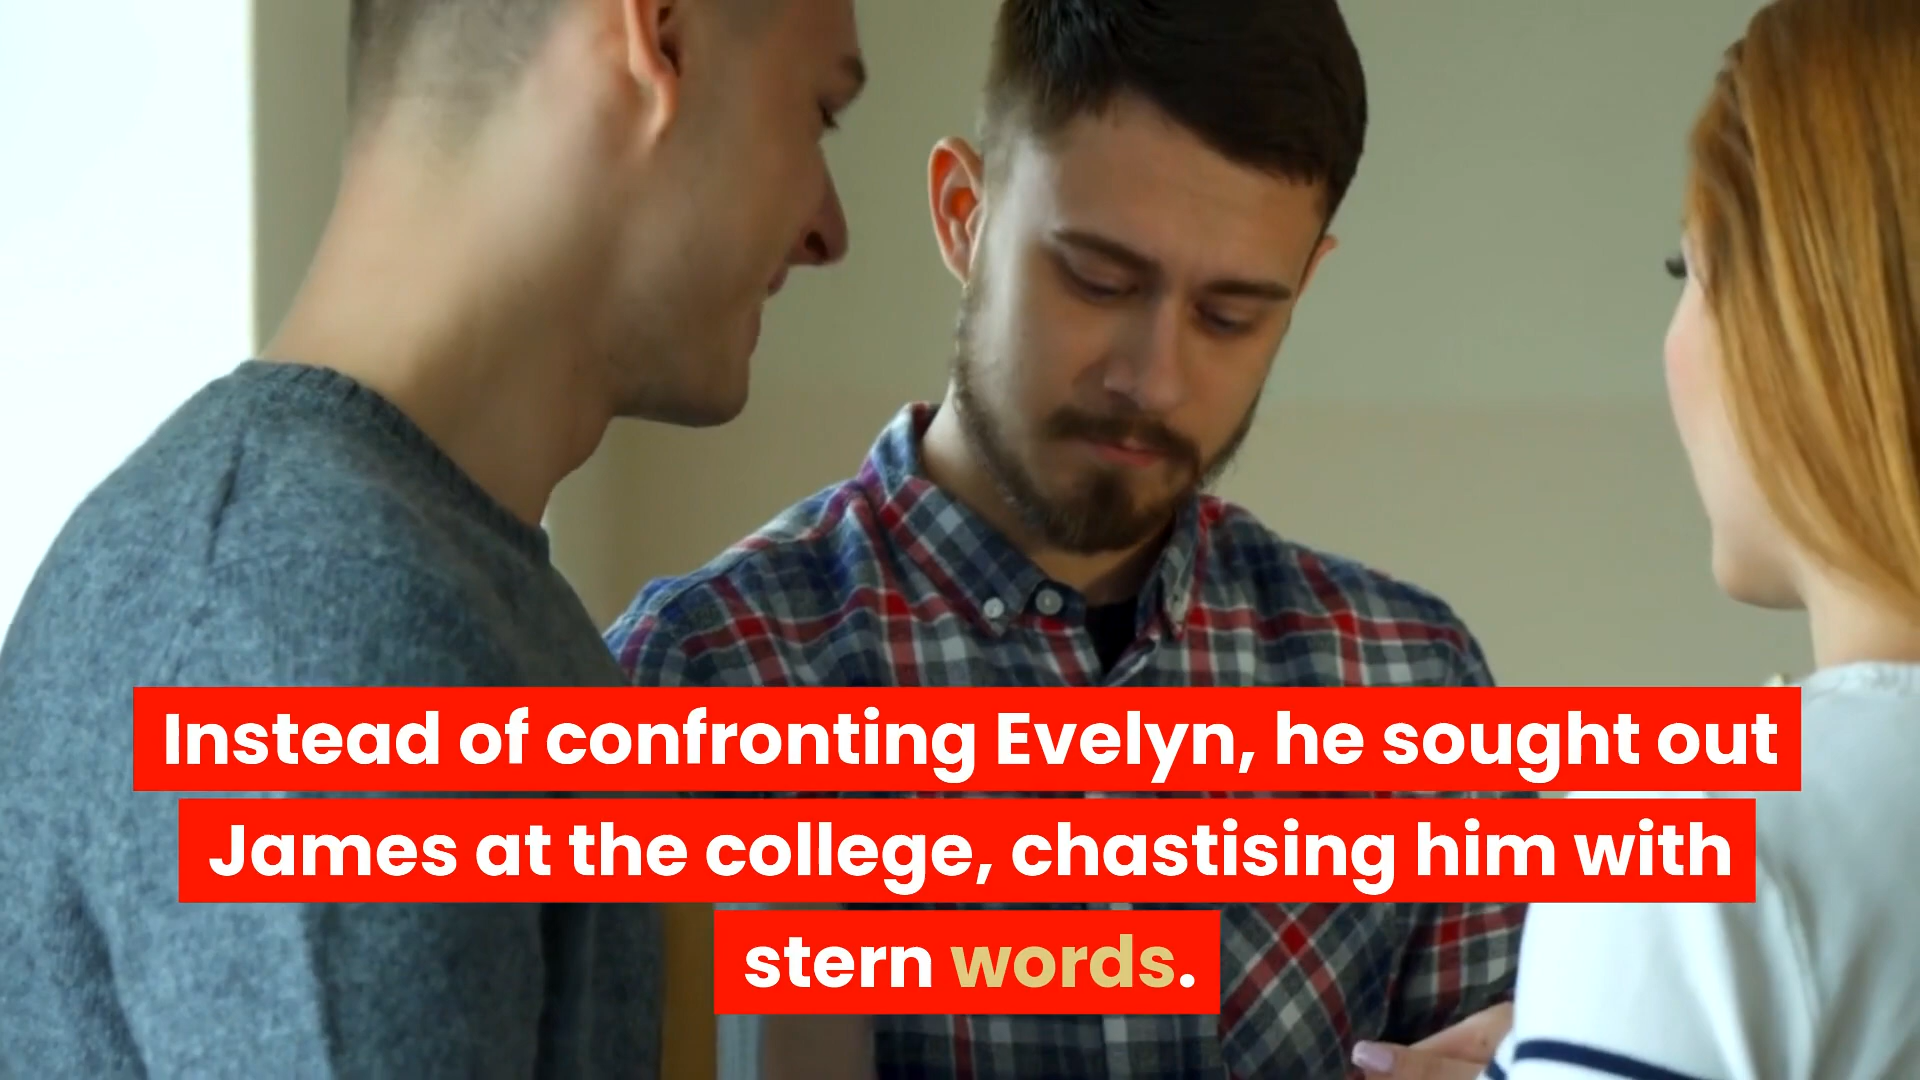 Instead of confronting Evelyn, he sought out
James at the college, chastising him with
stern words.